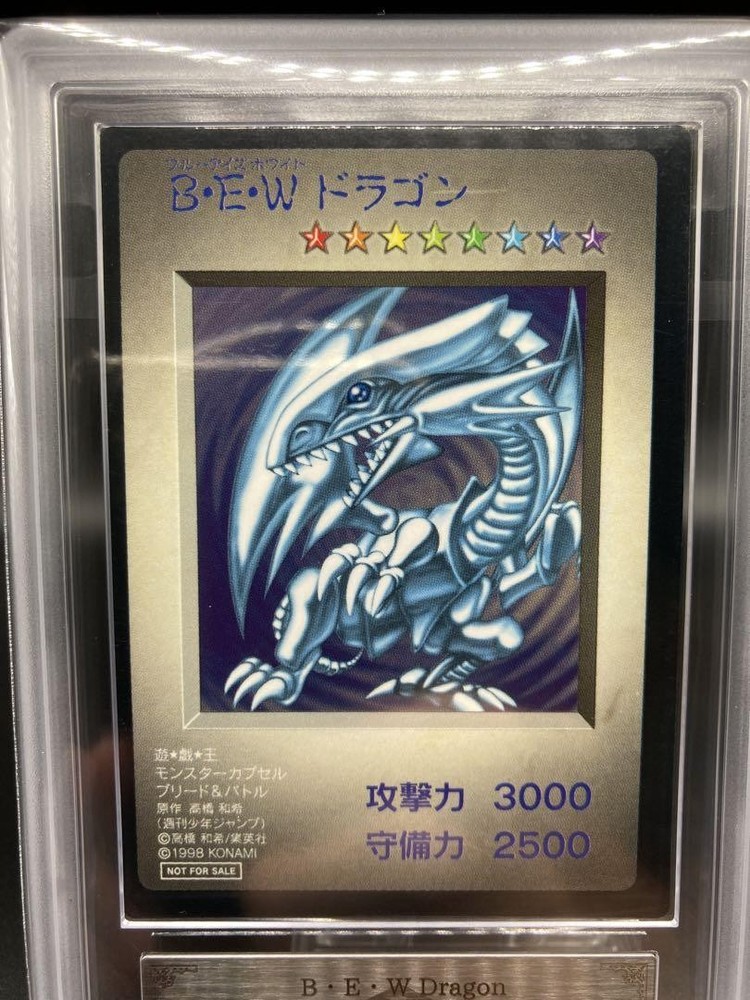 ブルーアイズホワイト
B・E・W ドラゴン
遊★戯★王
モンスターカプセル
ブリード&バトル
原作 高橋 和希
(週刊少年ジャンプ)
©高橋 和希/集英社
©1998 KONAMI
NOT FOR SALE
攻撃力 3000
守備力 2500
B・E・W Dragon